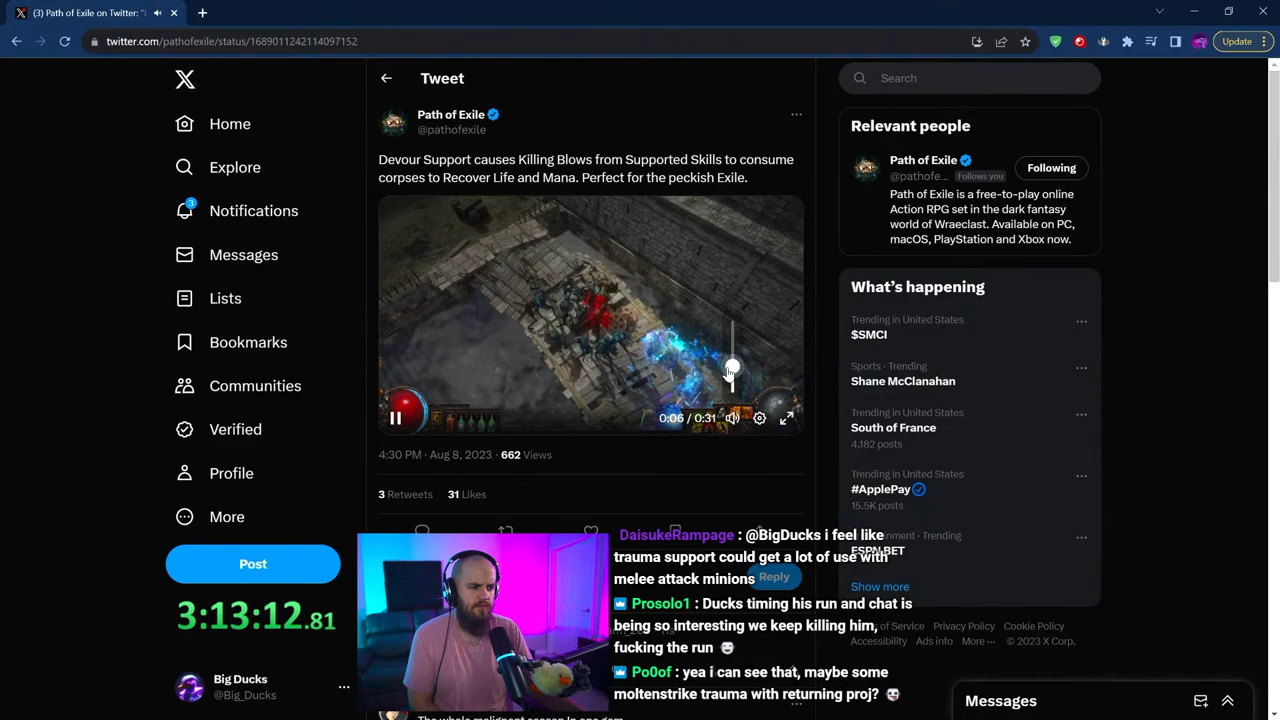 (3) Path of Exile on Twitter: "
Update
twitter.com/pathofexile/status/1689011242114097152
X
Home
Explore
3
Notifications
Messages
Lists
Bookmarks
Communities
Verified
Profile
More
Post
3:13:12.81
Big Ducks
@Big_Ducks
Tweet
Path of Exile
@pathofexile
Devour Support causes Killing Blows from Supported Skills to consume
corpses to Recover Life and Mana. Perfect for the peckish Exile.
0:06 / 0:31
4:30 PM · Aug 8, 2023 · 662 Views
3 Retweets 31 Likes
Reply
DaisukeRampage : @BigDucks i feel like
trauma support could get a lot of use with
melee attack minions
Prosolo1 : Ducks timing his run and chat is
being so interesting we keep killing him,
fucking the run
Po0of : yea i can see that, maybe some
moltenstrike trauma with returning proj?
Search
Relevant people
Path of Exile
@pathofe... Follows you
Following
Path of Exile is a free-to-play online
Action RPG set in the dark fantasy
world of Wraeclast. Available on PC,
macOS, PlayStation and Xbox now.
What's happening
Trending in United States
$SMCI
Sports · Trending
Shane McClanahan
Trending in United States
South of France
4,182 posts
Trending in United States
#ApplePay
15.5K posts
Trending
ESPN BET
Show more
of Service Privacy Policy Cookie Policy
Accessibility Ads info More ··· © 2023 X Corp.
Messages